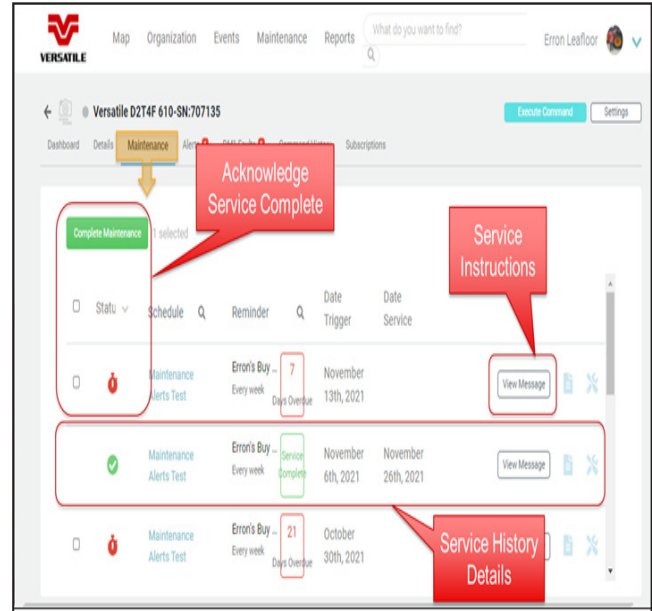 What do you want to find?
VERSATILE Map Organization Events Maintenance Reports Erron Leafloor
Versatile D2T4F 610-SN:707135 Execute Command Settings
Dashboard Details Maintenance Alerts Subscriptions
Acknowledge
Service Complete
Complete Maintenance 1 selected
Service
Instructions
Statu Schedule Reminder Date Trigger Date Service
Maintenance Alerts Test
Erron's Buy ...
Every week
7
Days Overdue
November 13th, 2021
View Message
Maintenance Alerts Test
Erron's Buy ...
Every week
Service Complete
November 6th, 2021
November 26th, 2021
View Message
Maintenance Alerts Test
Erron's Buy ...
Every week
21
Days Overdue
October 30th, 2021
Service History
Details